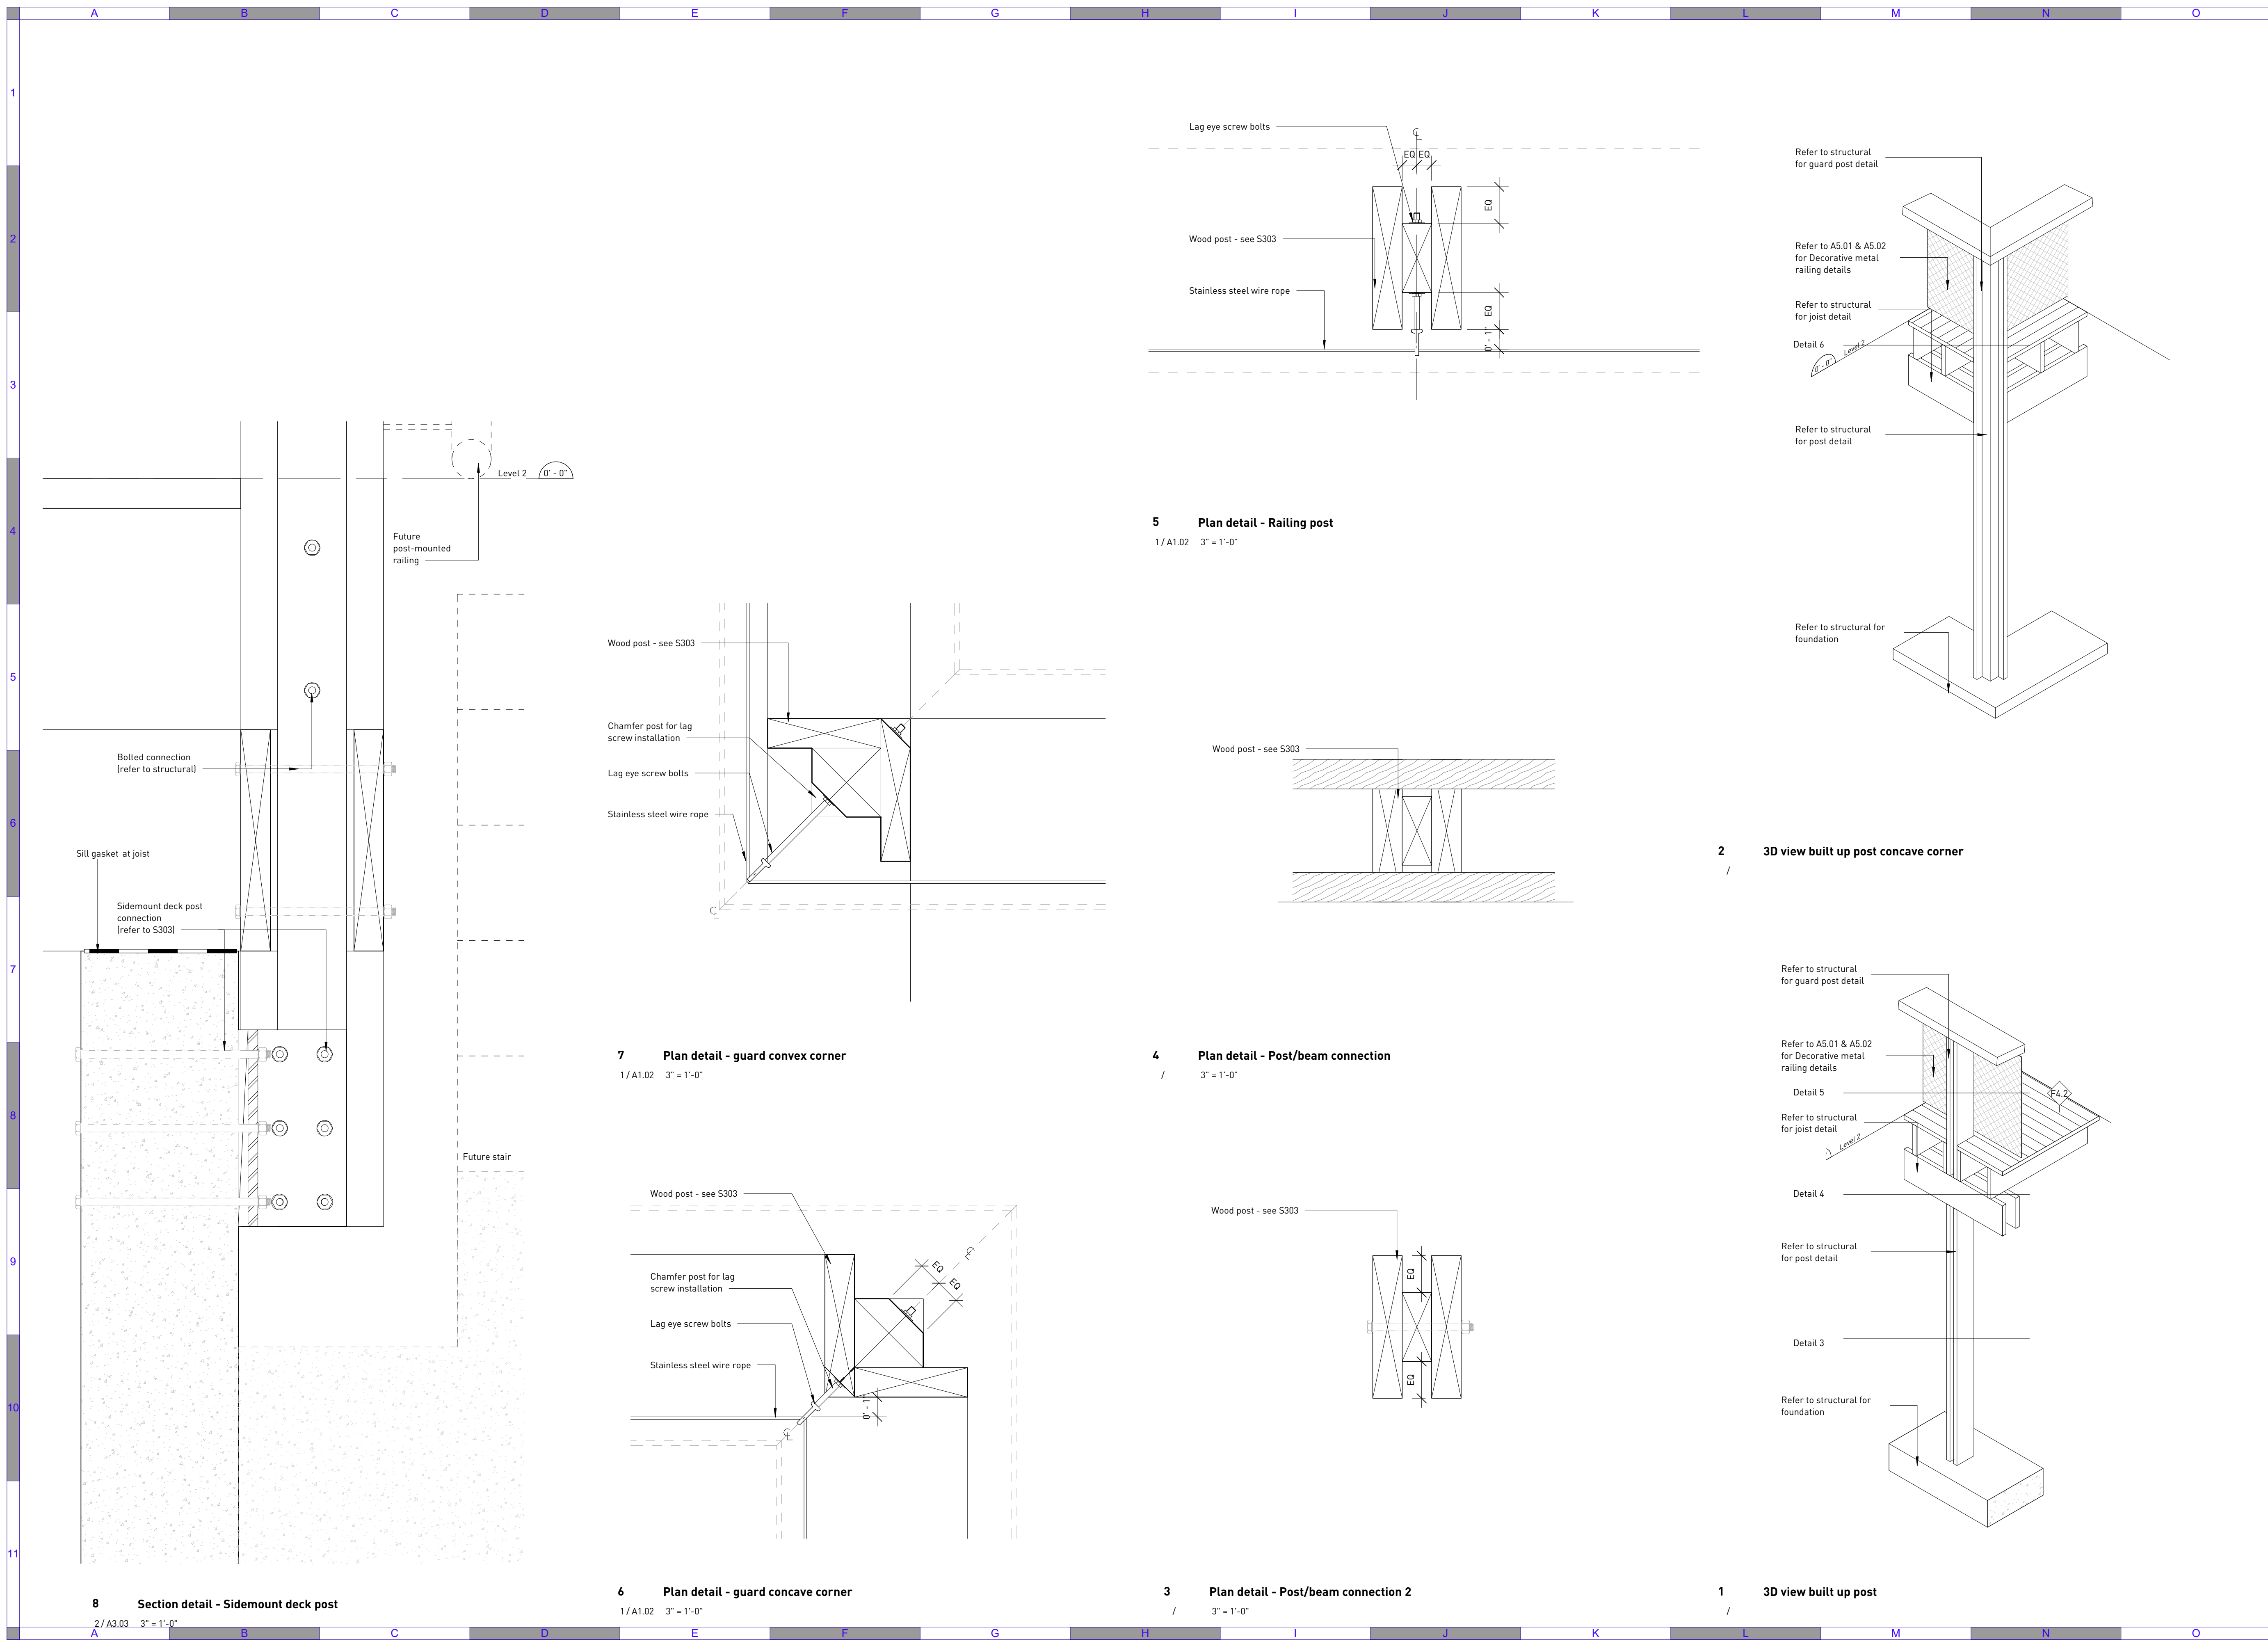 A B C D E F G H I J K L M N O
1
2
3
4
5
6
7
8
9
10
11
Level 2
0' - 0"
Future
post-mounted
railing
Bolted connection
(refer to structural)
Sill gasket at joist
Sidemount deck post
connection
(refer to S303)
Future stair
8 Section detail - Sidemount deck post
2 / A3.03 3" = 1'-0"
Wood post - see S303
Chamfer post for lag
screw installation
Lag eye screw bolts
Stainless steel wire rope
7 Plan detail - guard convex corner
1 / A1.02 3" = 1'-0"
Wood post - see S303
EQ
EQ
Chamfer post for lag
screw installation
Lag eye screw bolts
Stainless steel wire rope
0' - 1"
6 Plan detail - guard concave corner
1 / A1.02 3" = 1'-0"
Lag eye screw bolts
EQ EQ
EQ
Wood post - see S303
Stainless steel wire rope
EQ
0' - 1"
5 Plan detail - Railing post
1 / A1.02 3" = 1'-0"
Wood post - see S303
4 Plan detail - Post/beam connection
/ 3" = 1'-0"
Wood post - see S303
EQ
EQ
3 Plan detail - Post/beam connection 2
/ 3" = 1'-0"
Refer to structural
for guard post detail
Refer to A5.01 & A5.02
for Decorative metal
railing details
Refer to structural
for joist detail
Detail 6
Level 2
0' - 0"
Refer to structural
for post detail
Refer to structural for
foundation
2 3D view built up post concave corner
/
Refer to structural
for guard post detail
Refer to A5.01 & A5.02
for Decorative metal
railing details
Detail 5
F4.2
Refer to structural
for joist detail
Level 2
Detail 4
Refer to structural
for post detail
Detail 3
Refer to structural for
foundation
1 3D view built up post
/
A B C D E F G H I J K L M N O